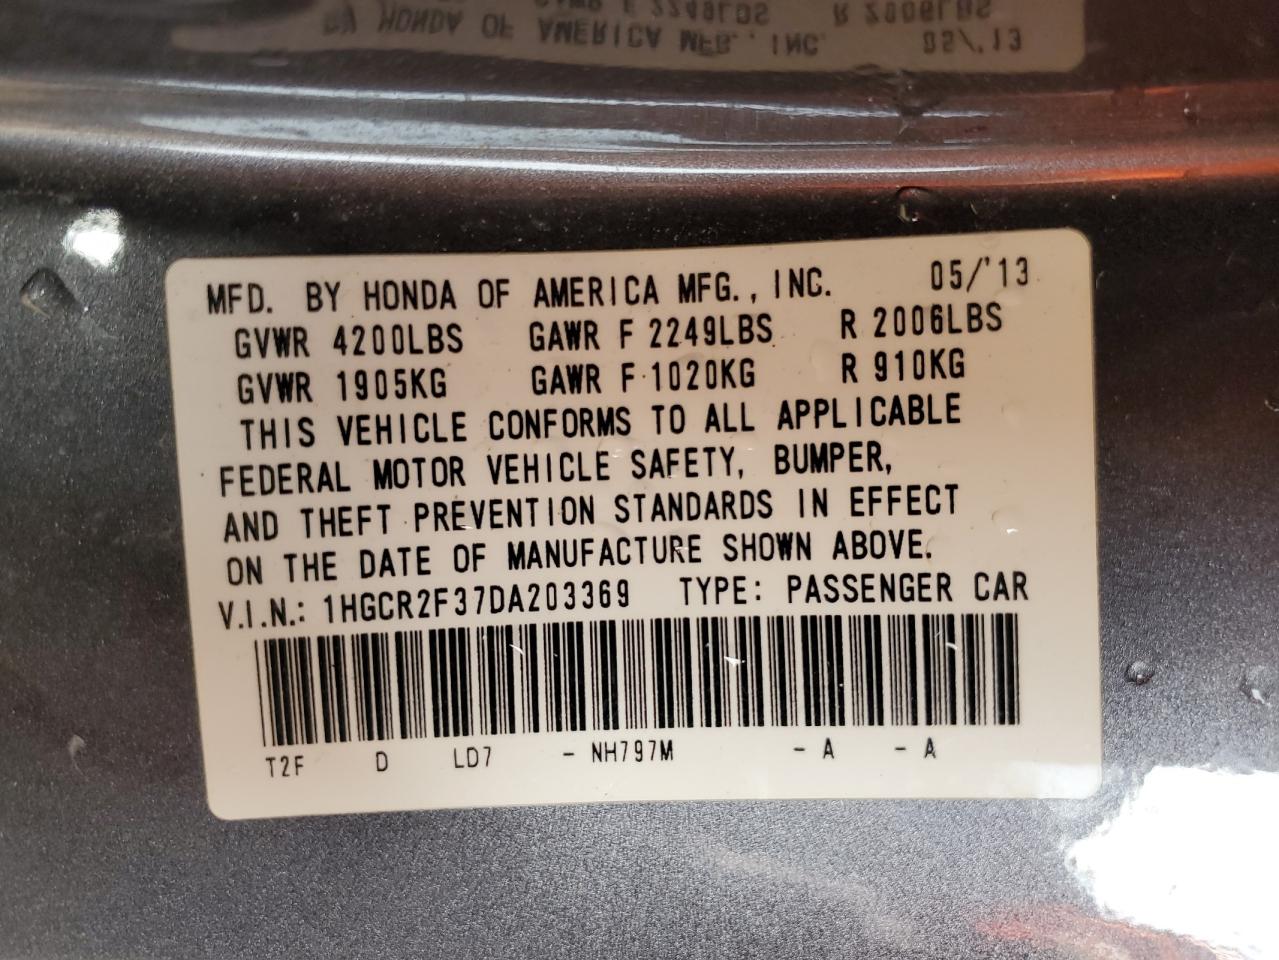 MFD. BY HONDA OF AMERICA MFG., INC. 05/'13
GVWR 4200LBS GAWR F 2249LBS R 2006LBS
GVWR 1905KG GAWR F 1020KG R 910KG
THIS VEHICLE CONFORMS TO ALL APPLICABLE
FEDERAL MOTOR VEHICLE SAFETY, BUMPER,
AND THEFT PREVENTION STANDARDS IN EFFECT
ON THE DATE OF MANUFACTURE SHOWN ABOVE.
V.I.N.: 1HGCR2F37DA203369 TYPE: PASSENGER CAR
T2F D LD7 - NH797M - A - A